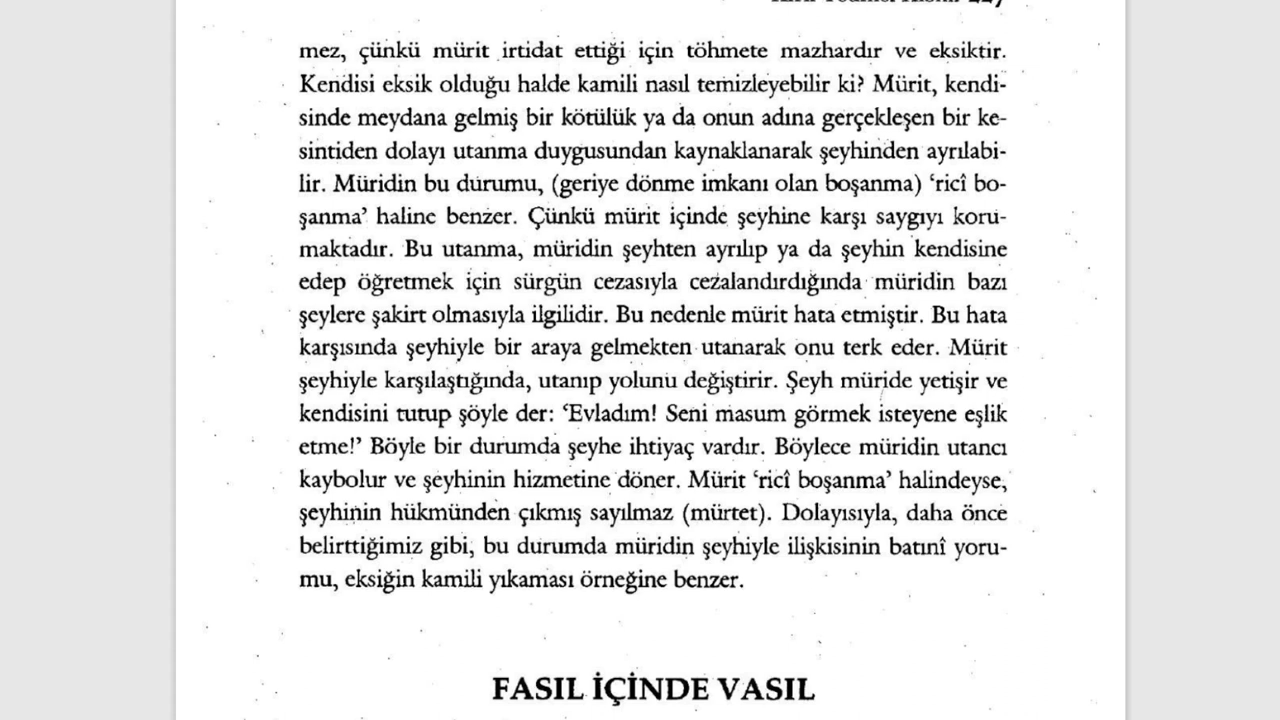 227
mez, çünkü mürit irtidat ettiği için töhmete mazhardır ve eksiktir.
Kendisi eksik olduğu halde kamili nasıl temizleyebilir ki? Mürit, kendi-
sinde meydana gelmiş bir kötülük ya da onun adına gerçekleşen bir ke-
sintiden dolayı utanma duygusundan kaynaklanarak şeyhinden ayrılabi-
lir. Müridin bu durumu, (geriye dönme imkanı olan boşanma) ‘ricî bo-
şanma’ haline benzer. Çünkü mürit içinde şeyhine karşı saygıyı koru-
maktadır. Bu utanma, müridin şeyhten ayrılıp ya da şeyhin kendisine
edep öğretmek için sürgün cezasıyla cezalandırdığında müridin bazı
şeylere şakirt olmasıyla ilgilidir. Bu nedenle mürit hata etmiştir. Bu hata
karşısında şeyhiyle bir araya gelmekten utanarak onu terk eder. Mürit
şeyhiyle karşılaştığında, utanıp yolunu değiştirir. Şeyh müride yetişir ve
kendisini tutup şöyle der: ‘Evladım! Seni masum görmek isteyene eşlik
etme!’ Böyle bir durumda şeyhe ihtiyaç vardır. Böylece müridin utancı
kaybolur ve şeyhinin hizmetine döner. Mürit ‘ricî boşanma’ halindeyse,
şeyhinin hükmünden çıkmış sayılmaz (mürtet). Dolayısıyla, daha önce
belirttiğimiz gibi, bu durumda müridin şeyhiyle ilişkisinin batınî yoru-
mu, eksiğin kamili yıkaması örneğine benzer.
FASIL İÇİNDE VASIL